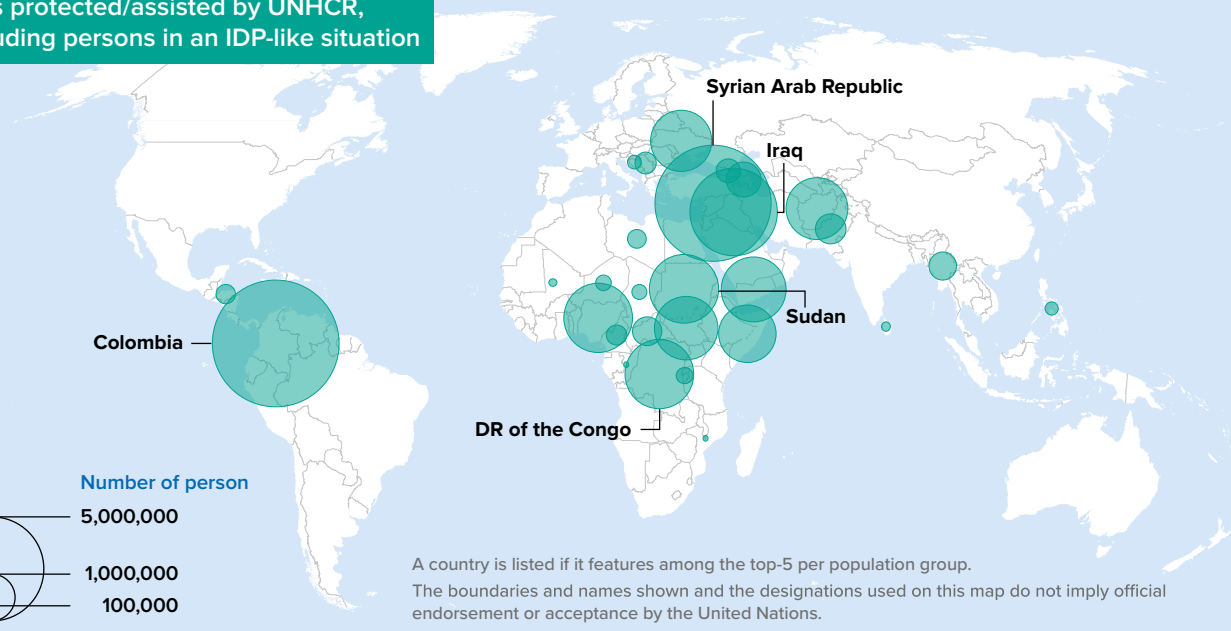 s protected/assisted by UNHCR,
uding persons in an IDP-like situation
Syrian Arab Republic
Iraq
Sudan
Colombia
DR of the Congo
Number of person
5,000,000
1,000,000
100,000
A country is listed if it features among the top-5 per population group.
The boundaries and names shown and the designations used on this map do not imply official
endorsement or acceptance by the United Nations.